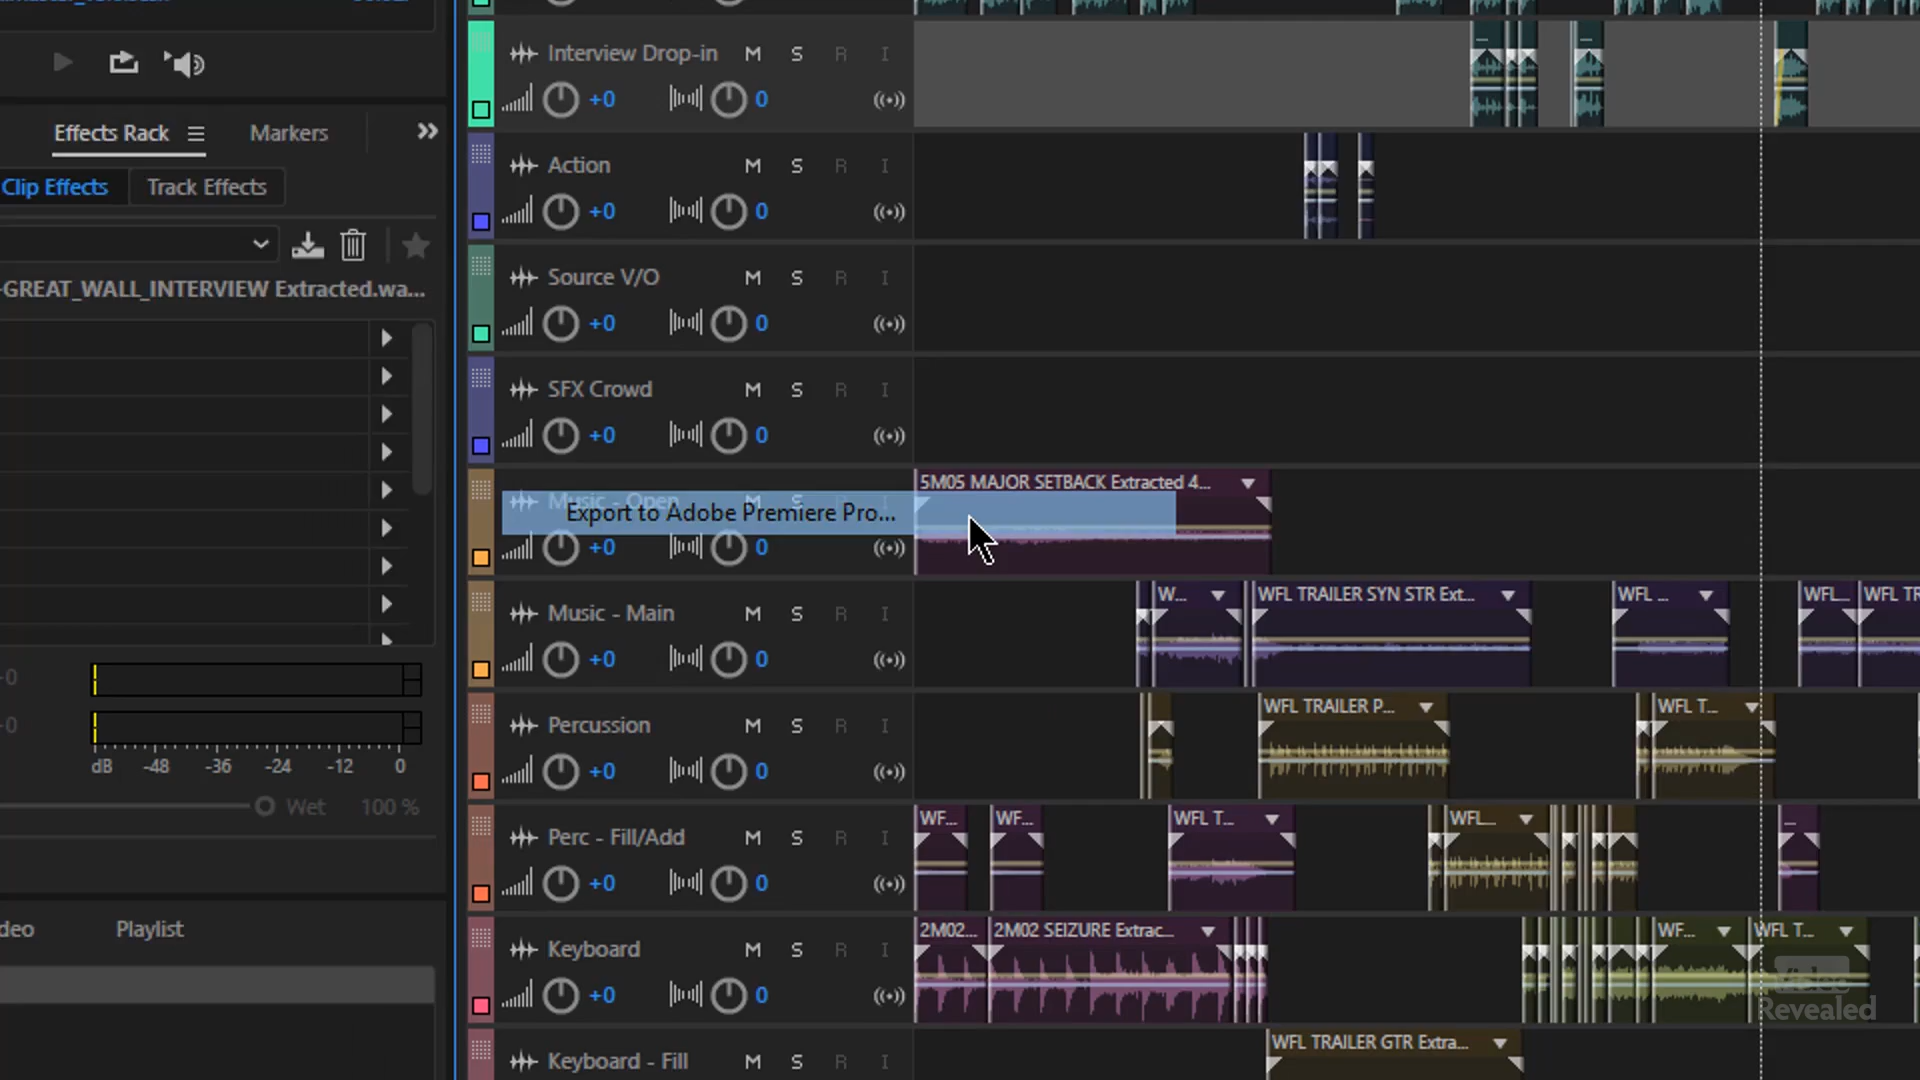 Interview Drop-in M S R I
+0 0
Effects Rack Markers
Action M S R I
Clip Effects Track Effects
+0 0
Source V/O M S R I
GREAT_WALL_INTERVIEW Extracted.wa...
+0 0
SFX Crowd M S R I
+0 0
5M05 MAJOR SETBACK Extracted 4...
Music - Open S R I
Export to Adobe Premiere Pro...
+0 0
W... WFL TRAILER SYN STR Ext... WFL ... WFL... WFL TR
Music - Main M S R I
+0 0
WFL TRAILER P... WFL T...
Percussion M S R I
dB -48 -36 -24 -12 0
+0 0
Wet 100 %
WF... WF... WFL T... WFL... ...
Perc - Fill/Add M S R I
+0 0
deo Playlist
2M02... 2M02 SEIZURE Extrac... WF... WFL T...
Keyboard M S R I
+0 0
Video
Revealed
WFL TRAILER GTR Extra...
Keyboard - Fill M S R I